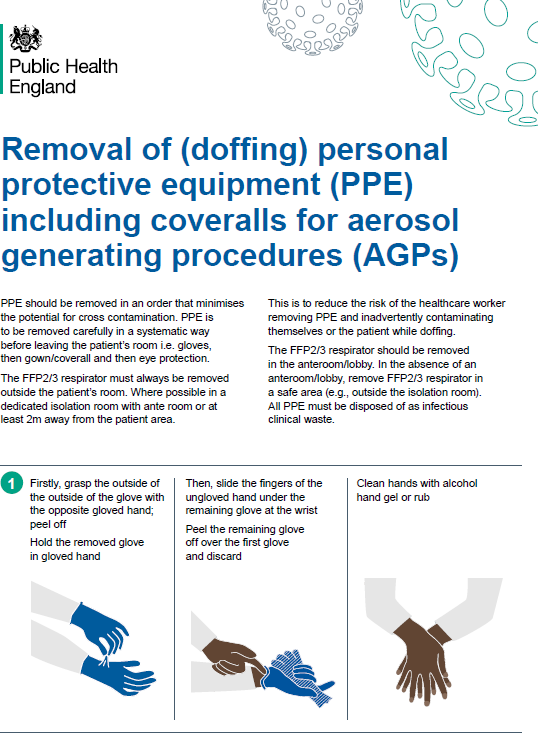 Public Health
England
Removal of (doffing) personal
protective equipment (PPE)
including coveralls for aerosol
generating procedures (AGPs)
PPE should be removed in an order that minimises
the potential for cross contamination. PPE is
to be removed carefully in a systematic way
before leaving the patient’s room i.e. gloves,
then gown/coverall and then eye protection.
The FFP2/3 respirator must always be removed
outside the patient’s room. Where possible in a
dedicated isolation room with ante room or at
least 2m away from the patient area.
This is to reduce the risk of the healthcare worker
removing PPE and inadvertently contaminating
themselves or the patient while doffing.
The FFP2/3 respirator should be removed
in the anteroom/lobby. In the absence of an
anteroom/lobby, remove FFP2/3 respirator in
a safe area (e.g., outside the isolation room).
All PPE must be disposed of as infectious
clinical waste.
1
Firstly, grasp the outside of
the outside of the glove with
the opposite gloved hand;
peel off
Hold the removed glove
in gloved hand
Then, slide the fingers of the
ungloved hand under the
remaining glove at the wrist
Peel the remaining glove
off over the first glove
and discard
Clean hands with alcohol
hand gel or rub